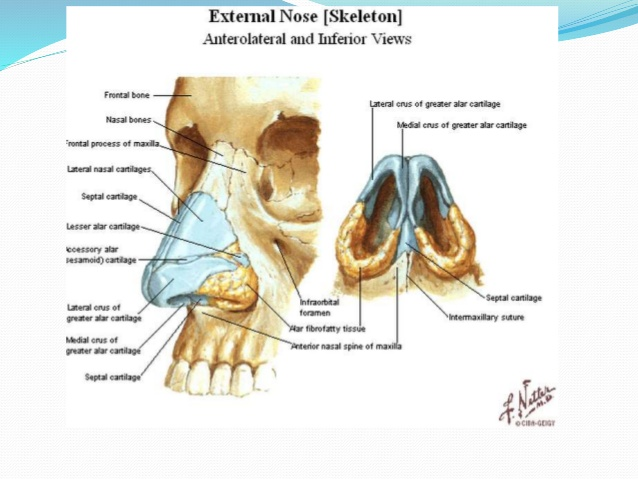 External Nose [Skeleton]
Anterolateral and Inferior Views
Frontal bone
Nasal bones
Frontal process of maxilla
Lateral nasal cartilages
Septal cartilage
Lesser alar cartilage
Accessory alar
(sesamoid) cartilage
Lateral crus of
greater alar cartilage
Medial crus of
greater alar cartilage
Septal cartilage
Infraorbital
foramen
Alar fibrofatty tissue
Anterior nasal spine of maxilla
Lateral crus of greater alar cartilage
Medial crus of greater alar cartilage
Septal cartilage
Intermaxillary suture
F. Netter
M.D.
© CIBA-GEIGY